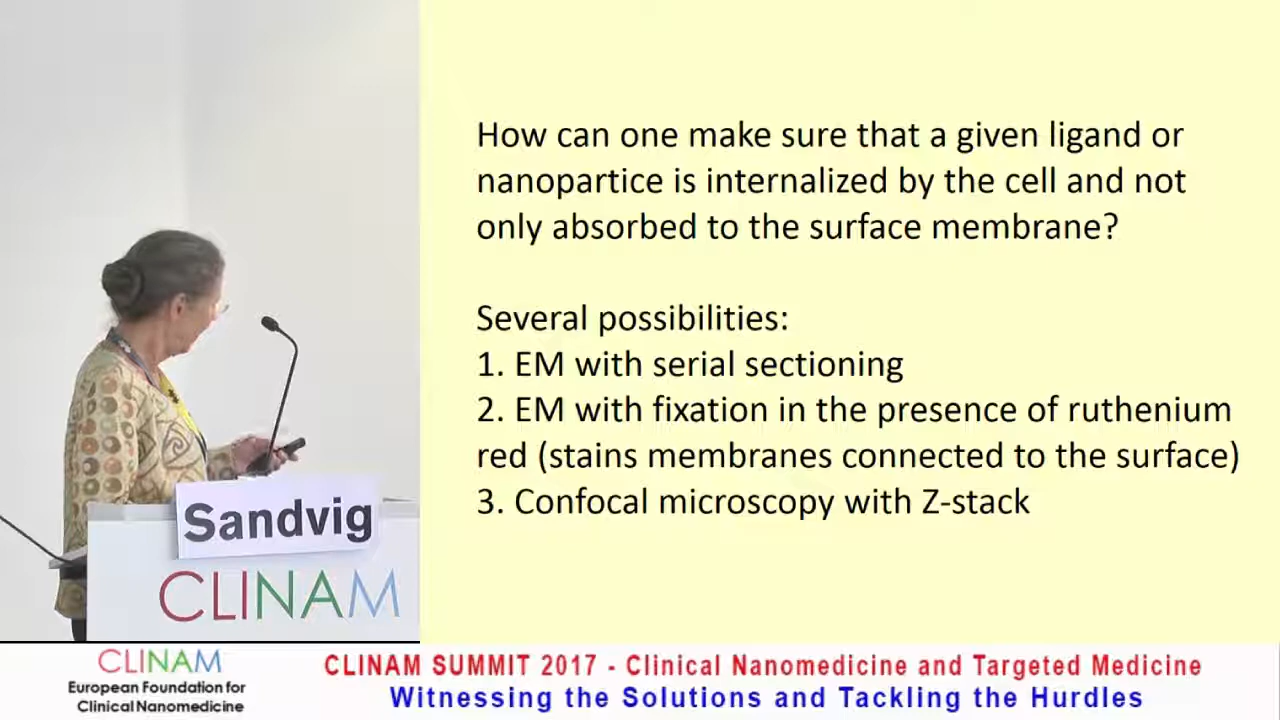 How can one make sure that a given ligand or
nanopartice is internalized by the cell and not
only absorbed to the surface membrane?
Several possibilities:
1. EM with serial sectioning
2. EM with fixation in the presence of ruthenium
red (stains membranes connected to the surface)
3. Confocal microscopy with Z-stack
Sandvig
CLINAM
CLINAM
European Foundation for
Clinical Nanomedicine
CLINAM SUMMIT 2017 - Clinical Nanomedicine and Targeted Medicine
Witnessing the Solutions and Tackling the Hurdles